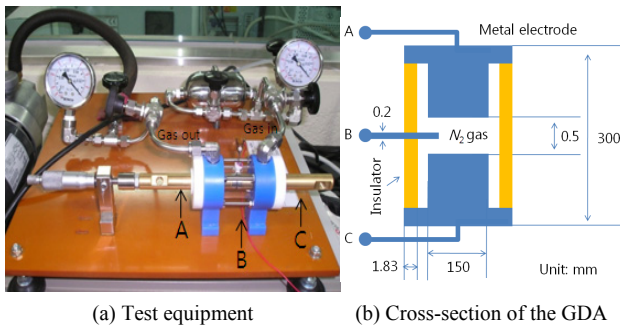 Gas out
Gas in
A
B
C
A
Metal electrode
0.2
B
N2 gas
0.5
300
Insulator
C
1.83
150
Unit: mm
(a) Test equipment
(b) Cross-section of the GDA